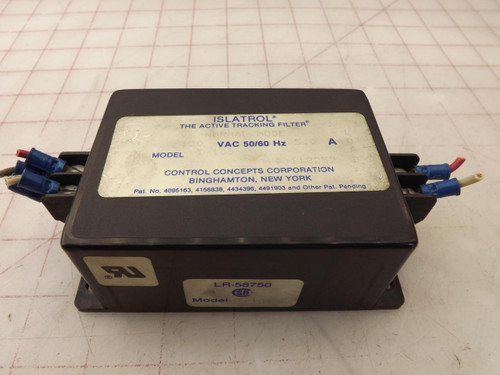 ISLATROL®
THE ACTIVE TRACKING FILTER®
VAC 50/60 Hz A
MODEL
CONTROL CONCEPTS CORPORATION
BINGHAMTON, NEW YORK
Pat. No. 4095163, 4156838, 4434396, 4491903 and Other Pat. Pending
LR-58750
Model